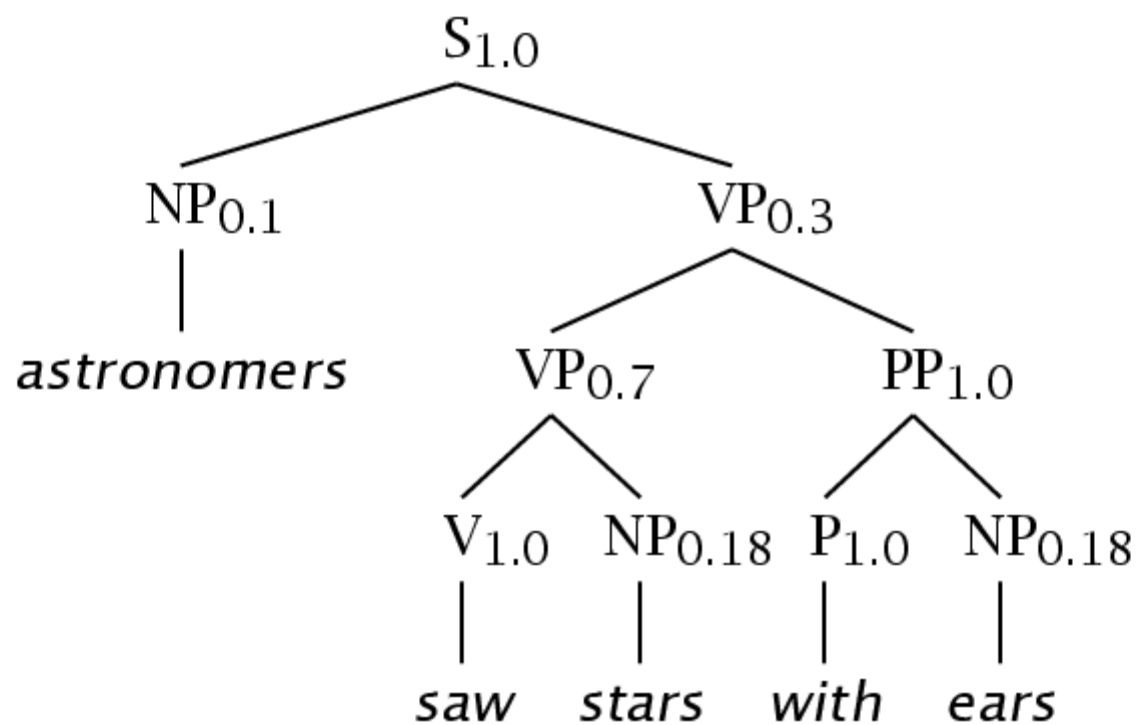 S1.0
NP0.1 VP0.3
astronomers VP0.7 PP1.0
V1.0 NP0.18 P1.0 NP0.18
saw stars with ears